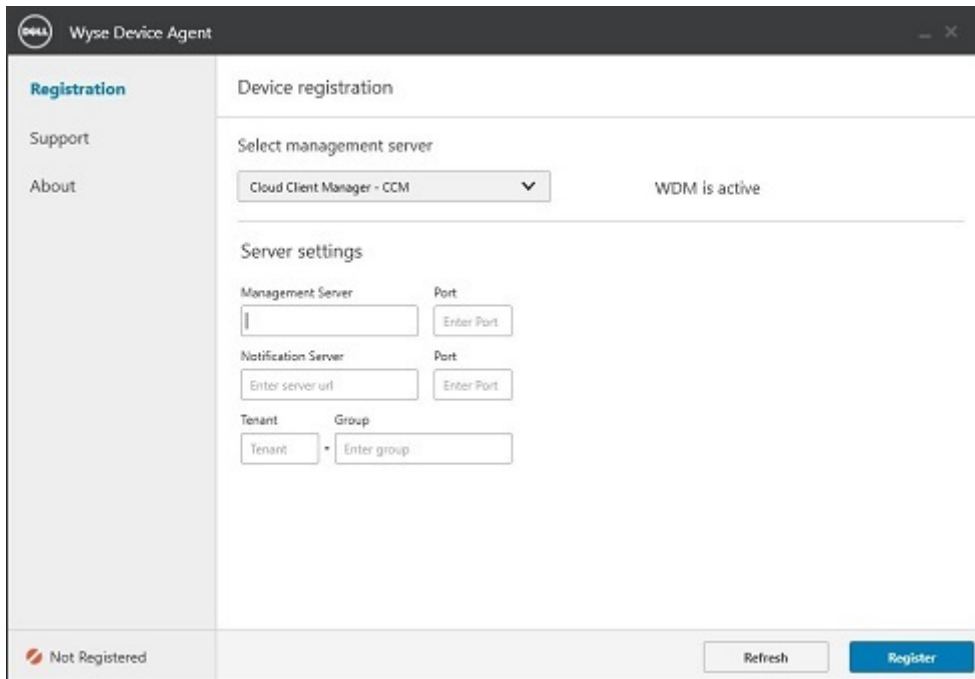 DELL
Wyse Device Agent
Registration
Support
About
Device registration
Select management server
Cloud Client Manager - CCM
WDM is active
Server settings
Management Server Port
Enter Port
Notification Server Port
Enter server url Enter Port
Tenant Group
Tenant - Enter group
Not Registered
Refresh Register